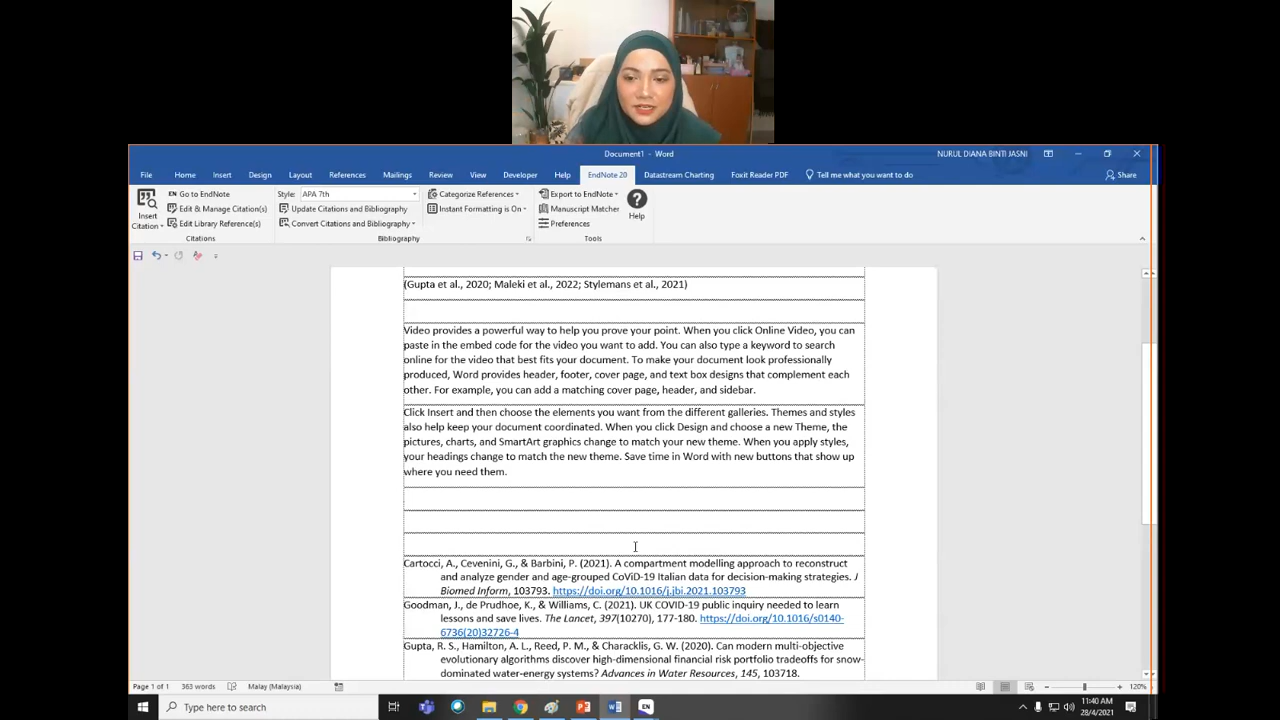 Document1 - Word
NURUL DIANA BINTI JASNI
File Home Insert Design Layout References Mailings Review View Developer Help EndNote 20 Datastream Charting Foxit Reader PDF Tell me what you want to do Share
Insert Citation
Go to EndNote
Edit & Manage Citation(s)
Edit Library Reference(s)
Citations
Style: APA 7th
Update Citations and Bibliography
Convert Citations and Bibliography
Categorize References
Instant Formatting is On
Bibliography
Export to EndNote
Manuscript Matcher
Preferences
Help
Tools
(Gupta et al., 2020; Maleki et al., 2022; Stylemans et al., 2021)
Video provides a powerful way to help you prove your point. When you click Online Video, you can
paste in the embed code for the video you want to add. You can also type a keyword to search
online for the video that best fits your document. To make your document look professionally
produced, Word provides header, footer, cover page, and text box designs that complement each
other. For example, you can add a matching cover page, header, and sidebar.
Click Insert and then choose the elements you want from the different galleries. Themes and styles
also help keep your document coordinated. When you click Design and choose a new Theme, the
pictures, charts, and SmartArt graphics change to match your new theme. When you apply styles,
your headings change to match the new theme. Save time in Word with new buttons that show up
where you need them.
Cartocci, A., Cevenini, G., & Barbini, P. (2021). A compartment modelling approach to reconstruct
and analyze gender and age-grouped CoViD-19 Italian data for decision-making strategies. J
Biomed Inform, 103793. https://doi.org/10.1016/j.jbi.2021.103793
Goodman, J., de Prudhoe, K., & Williams, C. (2021). UK COVID-19 public inquiry needed to learn
lessons and save lives. The Lancet, 397(10270), 177-180. https://doi.org/10.1016/s0140-
6736(20)32726-4
Gupta, R. S., Hamilton, A. L., Reed, P. M., & Characklis, G. W. (2020). Can modern multi-objective
evolutionary algorithms discover high-dimensional financial risk portfolio tradeoffs for snow-
dominated water-energy systems? Advances in Water Resources, 145, 103718.
Page 1 of 1 363 words Malay (Malaysia) 120%
Type here to search
11:40 AM
28/4/2021